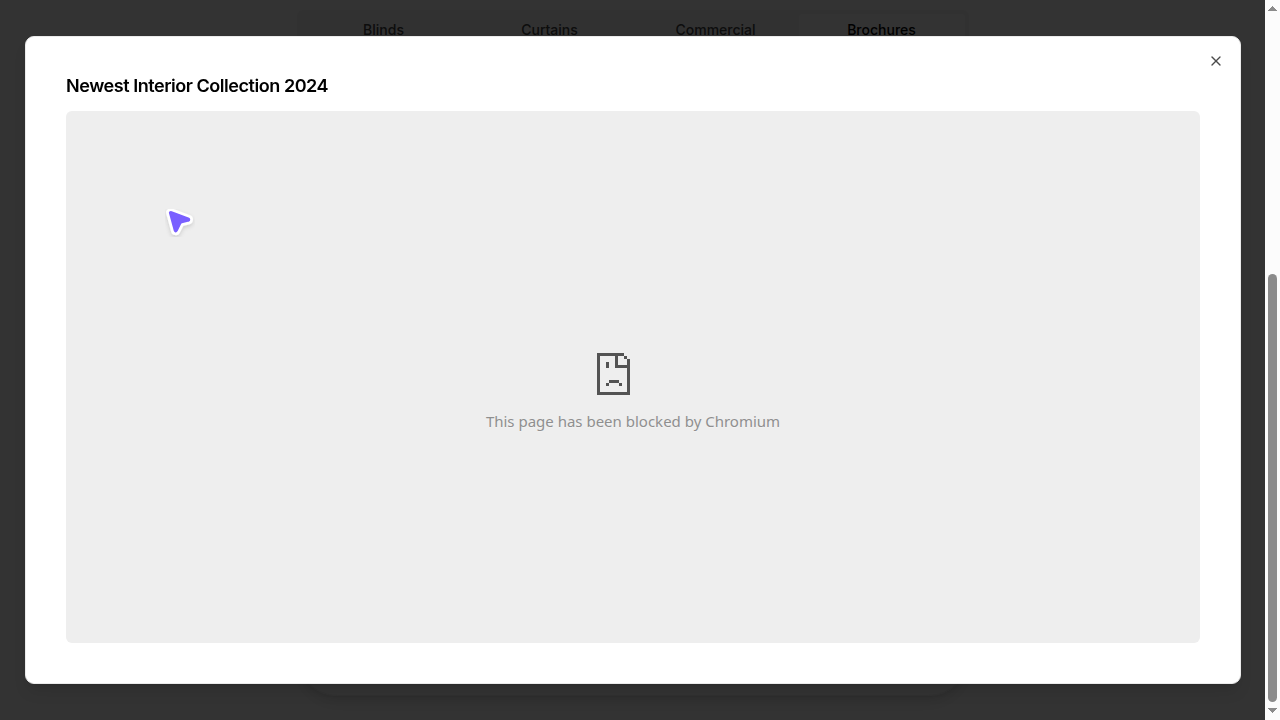 Blinds Curtains Commercial Brochures
Newest Interior Collection 2024
This page has been blocked by Chromium